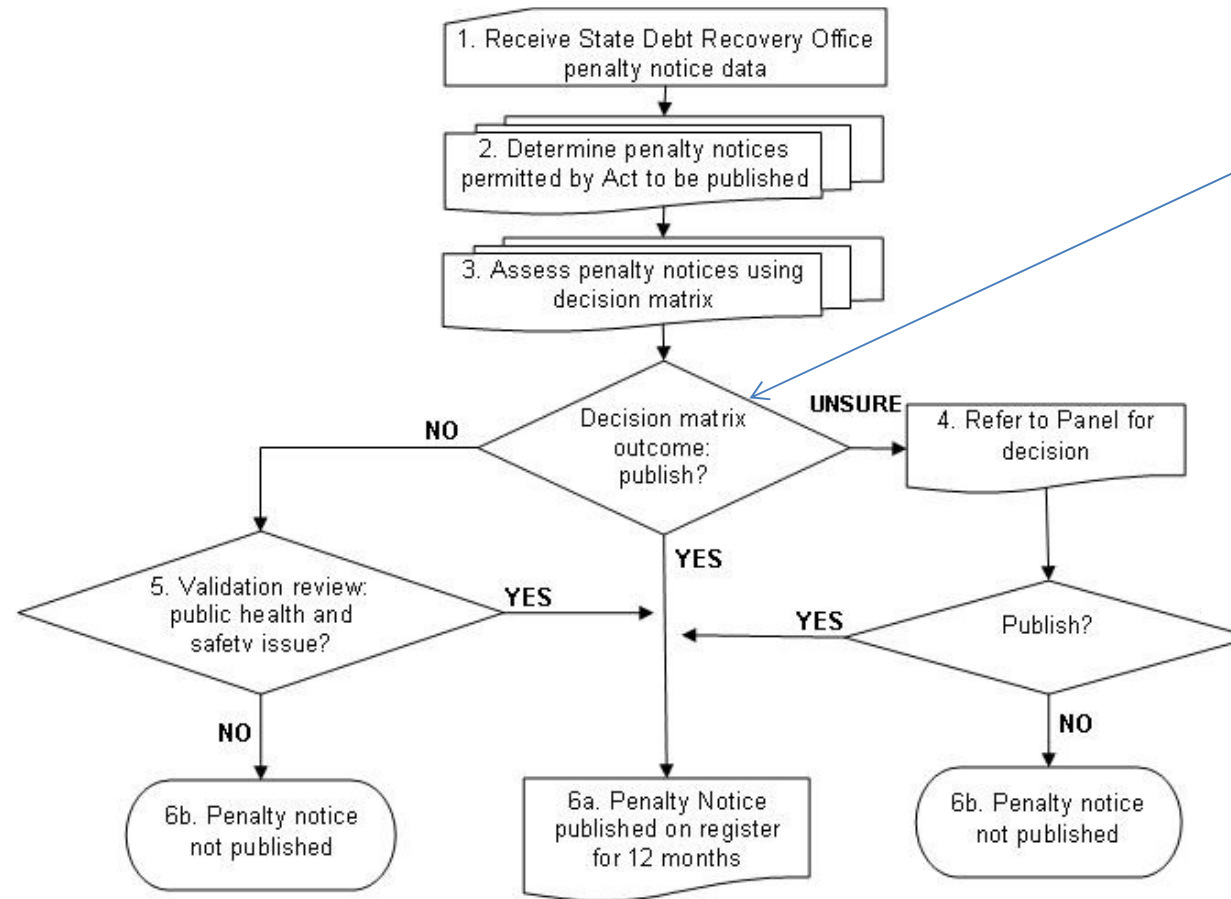 1. Receive State Debt Recovery Office
penalty notice data
2. Determine penalty notices
permitted by Act to be published
3. Assess penalty notices using
decision matrix
Decision matrix
outcome:
publish?
NO
UNSURE
YES
4. Refer to Panel for
decision
5. Validation review:
public health and
safety issue?
YES
NO
Publish?
YES
NO
6b. Penalty notice
not published
6a. Penalty Notice
published on register
for 12 months
6b. Penalty notice
not published